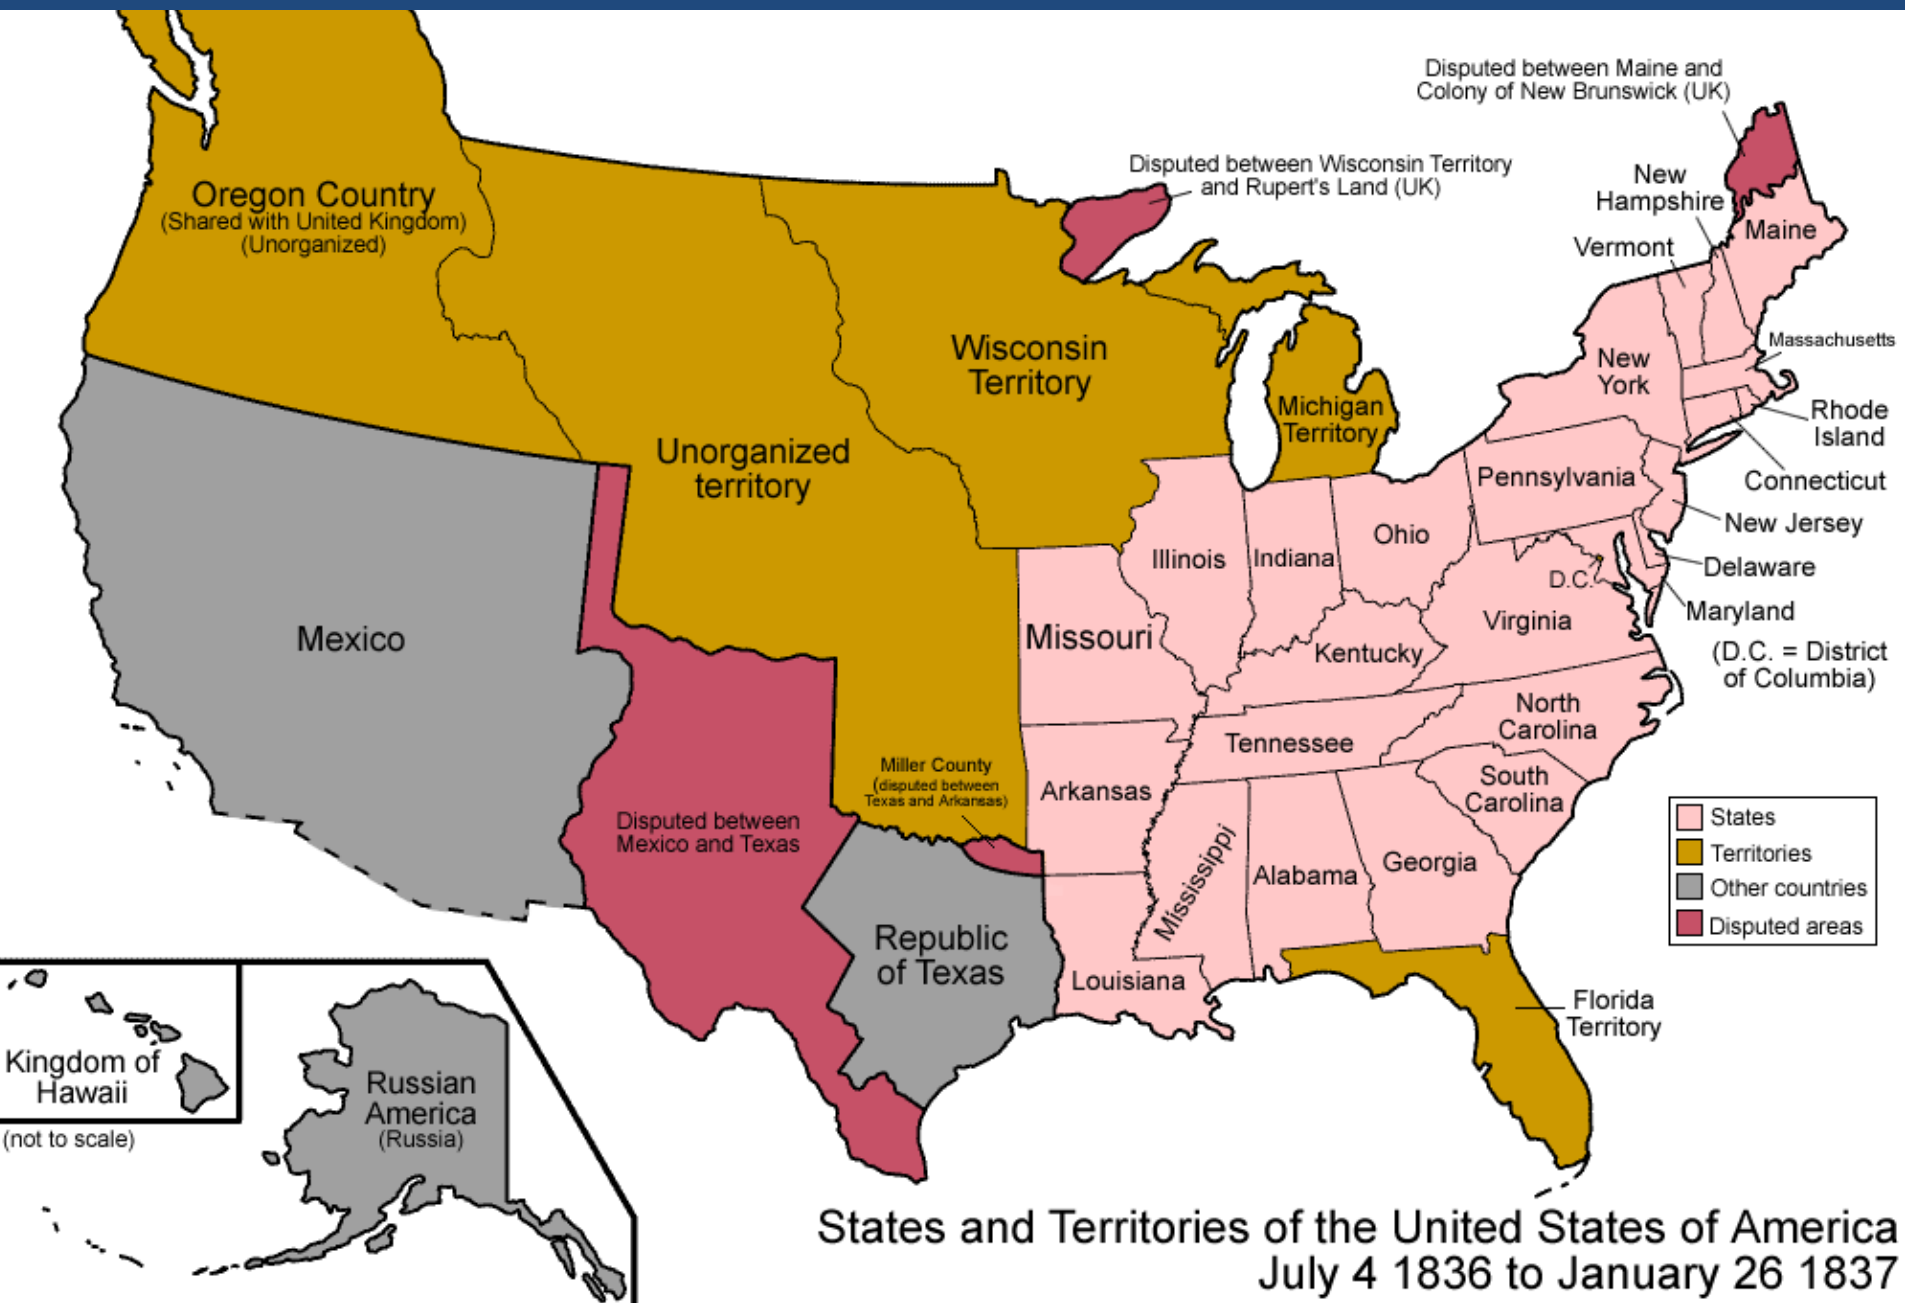 Disputed between Maine and
Colony of New Brunswick (UK)
Disputed between Wisconsin Territory
and Rupert's Land (UK)
New
Hampshire
Vermont
Maine
Oregon Country
(Shared with United Kingdom)
(Unorganized)
Massachusetts
Wisconsin
Territory
New
York
Michigan
Territory
Rhode
Island
Unorganized
territory
Pennsylvania
Connecticut
New Jersey
Ohio
Illinois
Indiana
Delaware
D.C.
Maryland
Virginia
Mexico
Missouri
Kentucky
(D.C. = District
of Columbia)
North
Carolina
Tennessee
Miller County
(disputed between
Texas and Arkansas)
Arkansas
South
Carolina
Disputed between
Mexico and Texas
Mississippi
Alabama
Georgia
States
Territories
Other countries
Disputed areas
Republic
of Texas
Louisiana
Florida
Territory
Kingdom of
Hawaii
(not to scale)
Russian
America
(Russia)
States and Territories of the United States of America
July 4 1836 to January 26 1837